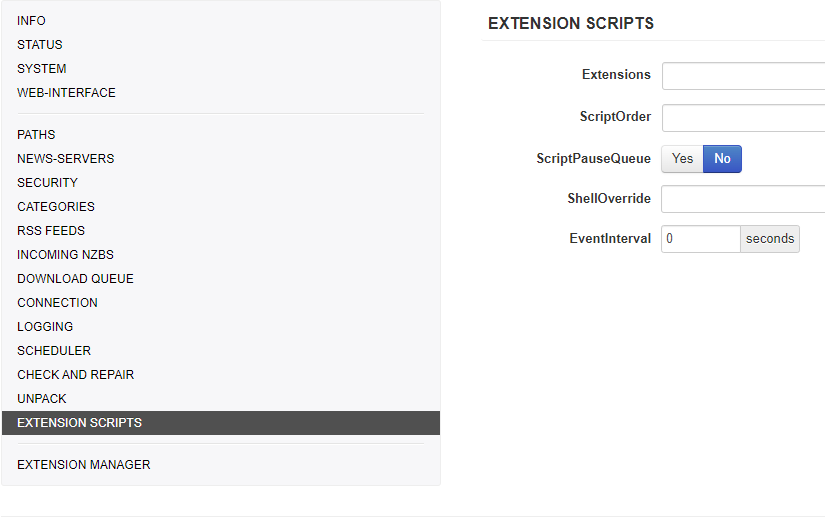 INFO
STATUS
SYSTEM
WEB-INTERFACE
PATHS
NEWS-SERVERS
SECURITY
CATEGORIES
RSS FEEDS
INCOMING NZBS
DOWNLOAD QUEUE
CONNECTION
LOGGING
SCHEDULER
CHECK AND REPAIR
UNPACK
EXTENSION SCRIPTS
EXTENSION MANAGER
EXTENSION SCRIPTS
Extensions
ScriptOrder
ScriptPauseQueue Yes No
ShellOverride
EventInterval 0 seconds